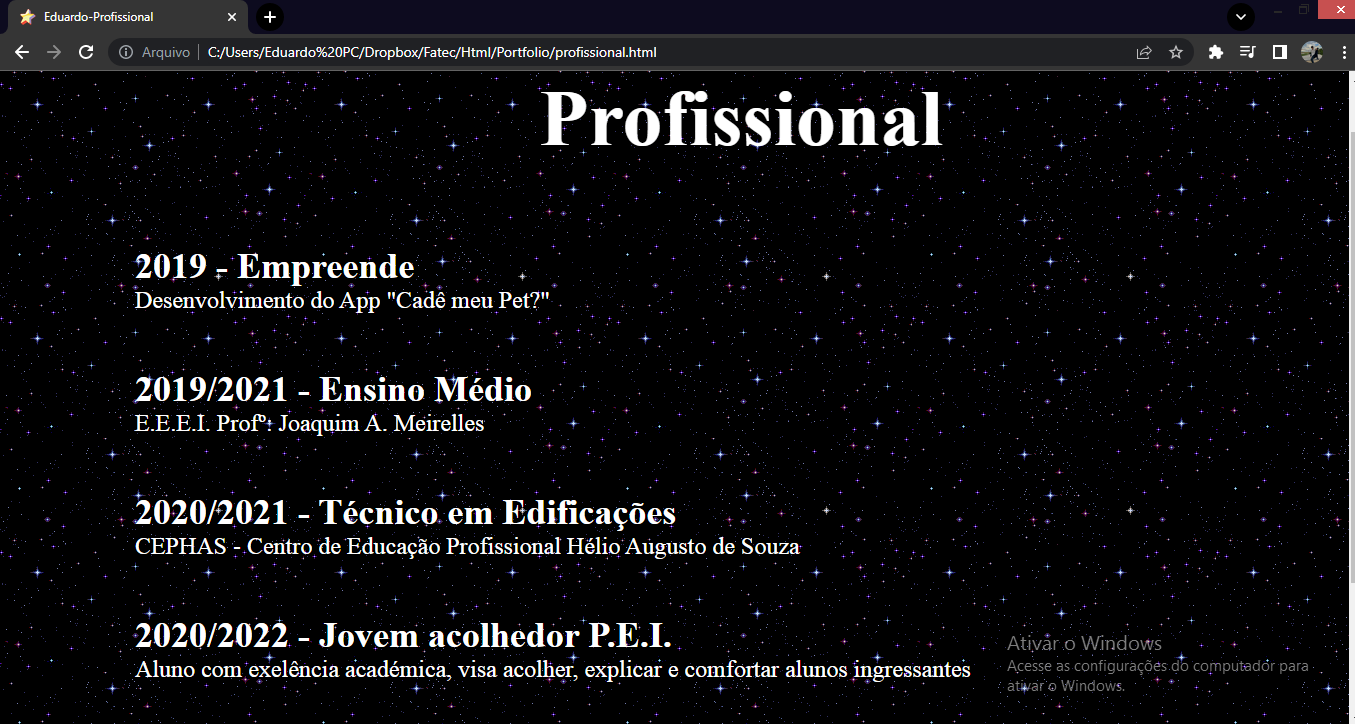 Eduardo-Profissional
Arquivo
C:/Users/Eduardo%20PC/Dropbox/Fatec/Html/Portfolio/profissional.html
Profissional
2019 - Empreende
Desenvolvimento do App "Cadê meu Pet?"
2019/2021 - Ensino Médio
E.E.E.I. Profº: Joaquim A. Meirelles
2020/2021 - Técnico em Edificações
CEPHAS - Centro de Educação Profissional Hélio Augusto de Souza
2020/2022 - Jovem acolhedor P.E.I.
Aluno com exelência académica, visa acolher, explicar e comfortar alunos ingressantes
Ativar o Windows
Acesse as configurações do computador para
ativar o Windows.